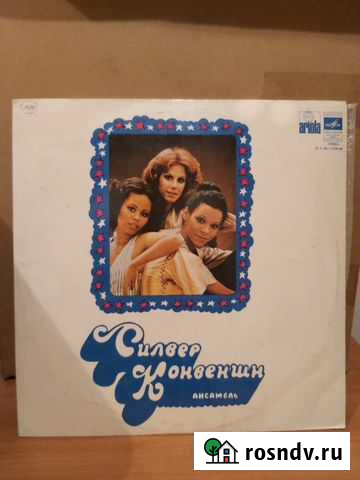 ariola
Силвер
Конвеншн
АНСАМБЛЬ
rosndv.ru